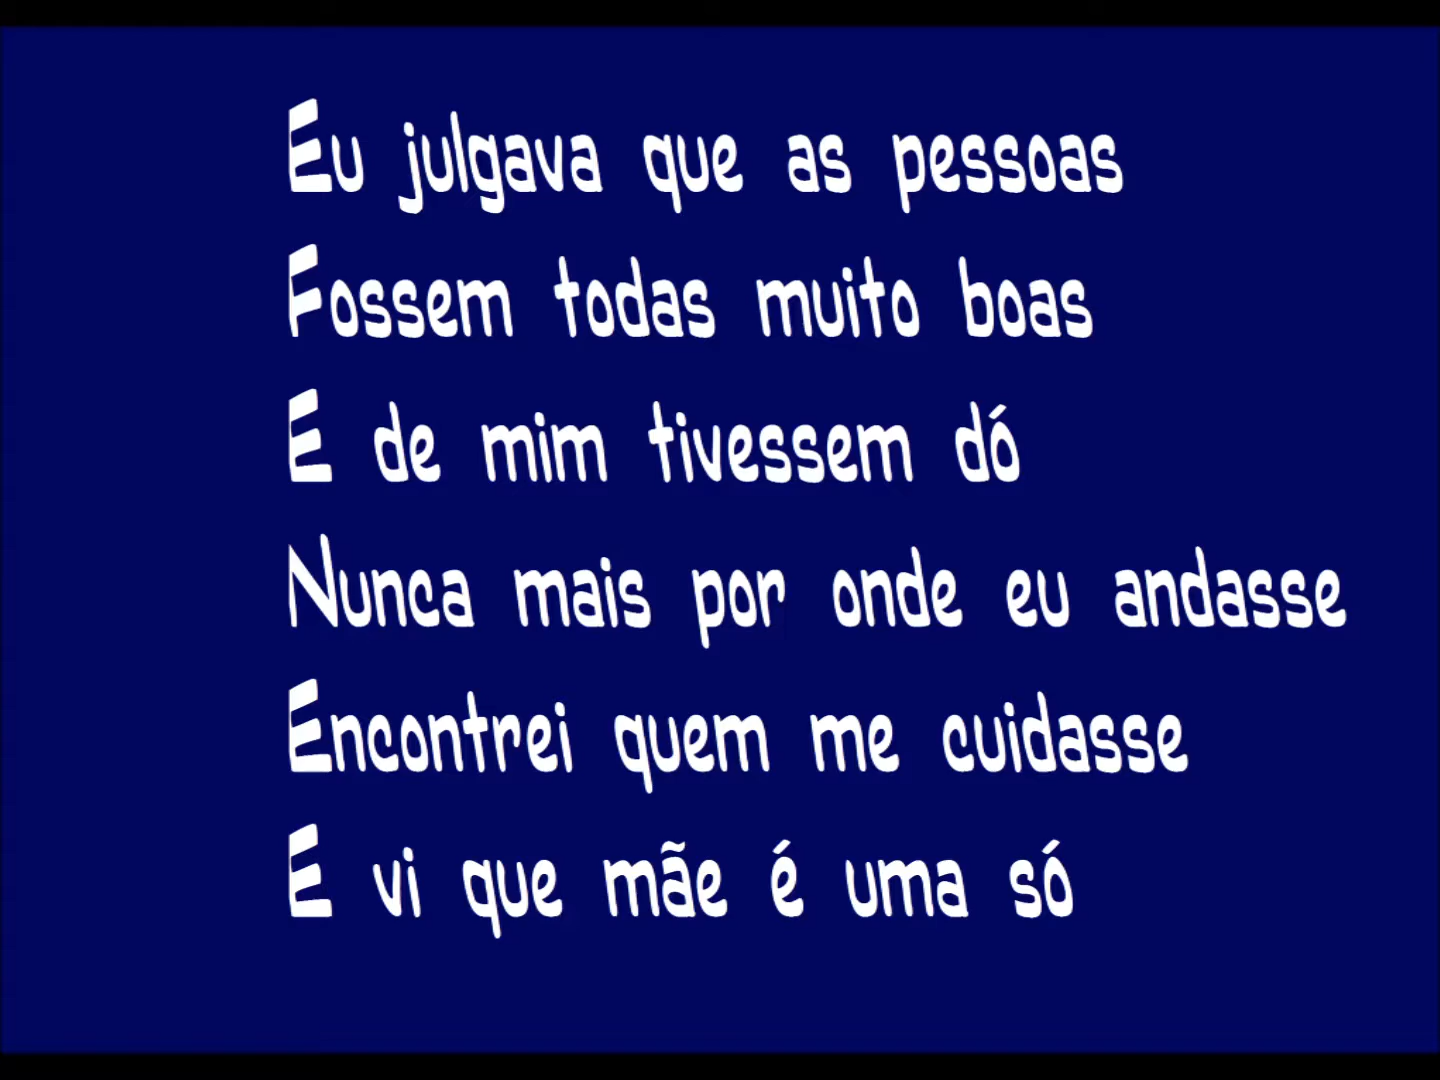 Eu julgava que as pessoas
Fossem todas muito boas
E de mim tivessem dó
Nunca mais por onde eu andasse
Encontrei quem me cuidasse
E vi que mãe é uma só